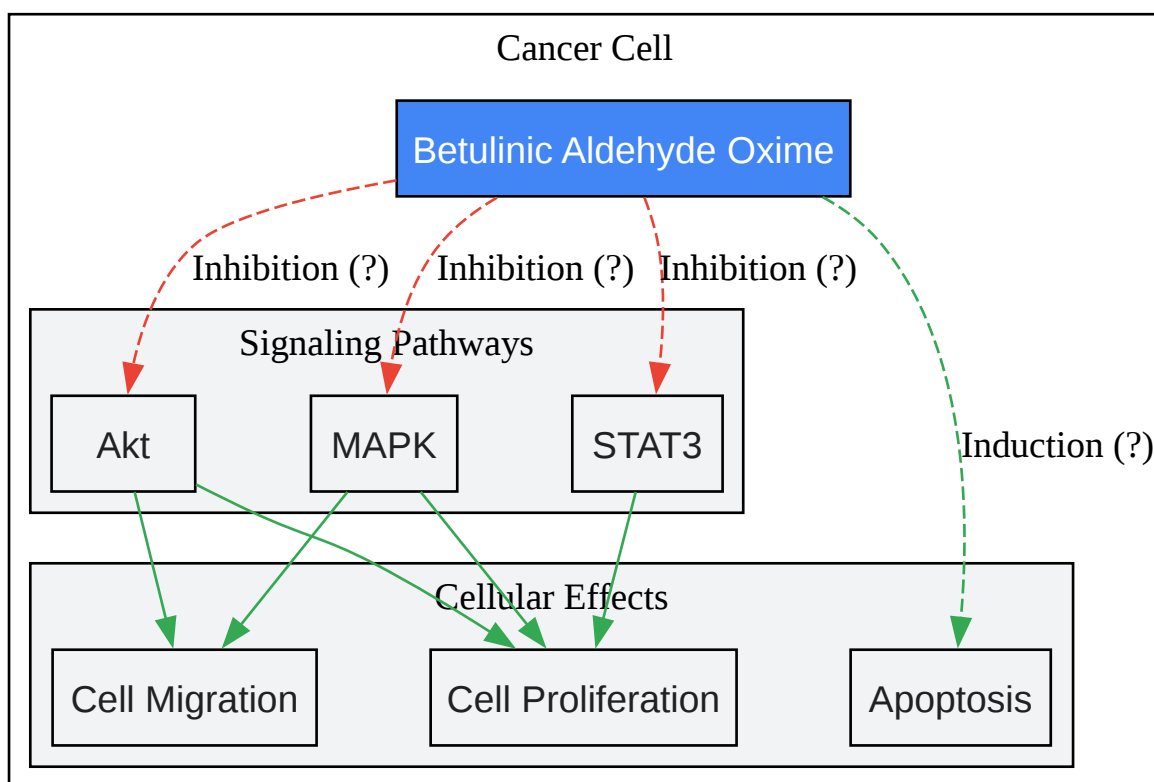 Cancer Cell
Betulinic Aldehyde Oxime
Inhibition (?)
Inhibition (?)
Inhibition (?)
Signaling Pathways
Akt
MAPK
STAT3
Induction (?)
Cellular Effects
Cell Migration
Cell Proliferation
Apoptosis